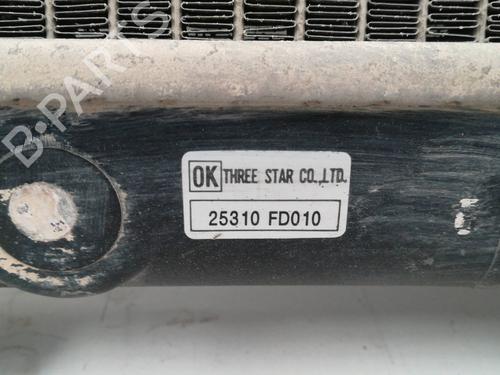 B-PARTS
OK THREE STAR CO.,LTD.
25310 FD010